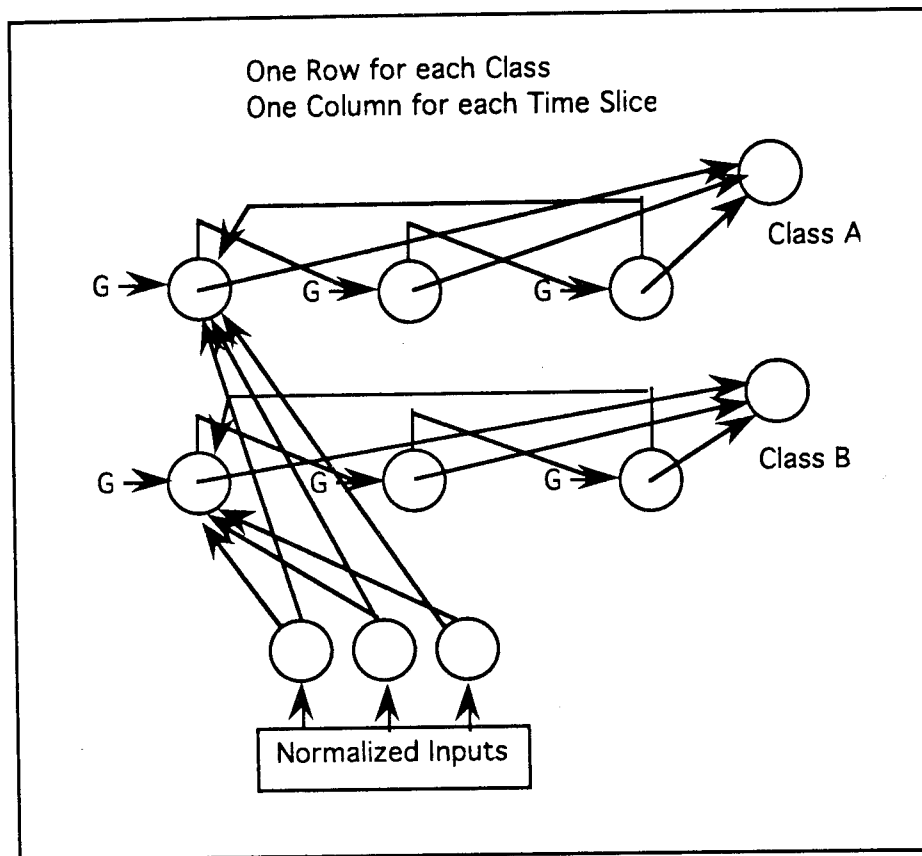 One Row for each Class
One Column for each Time Slice
Class A
G
G
G
Class B
G
G
G
Normalized Inputs